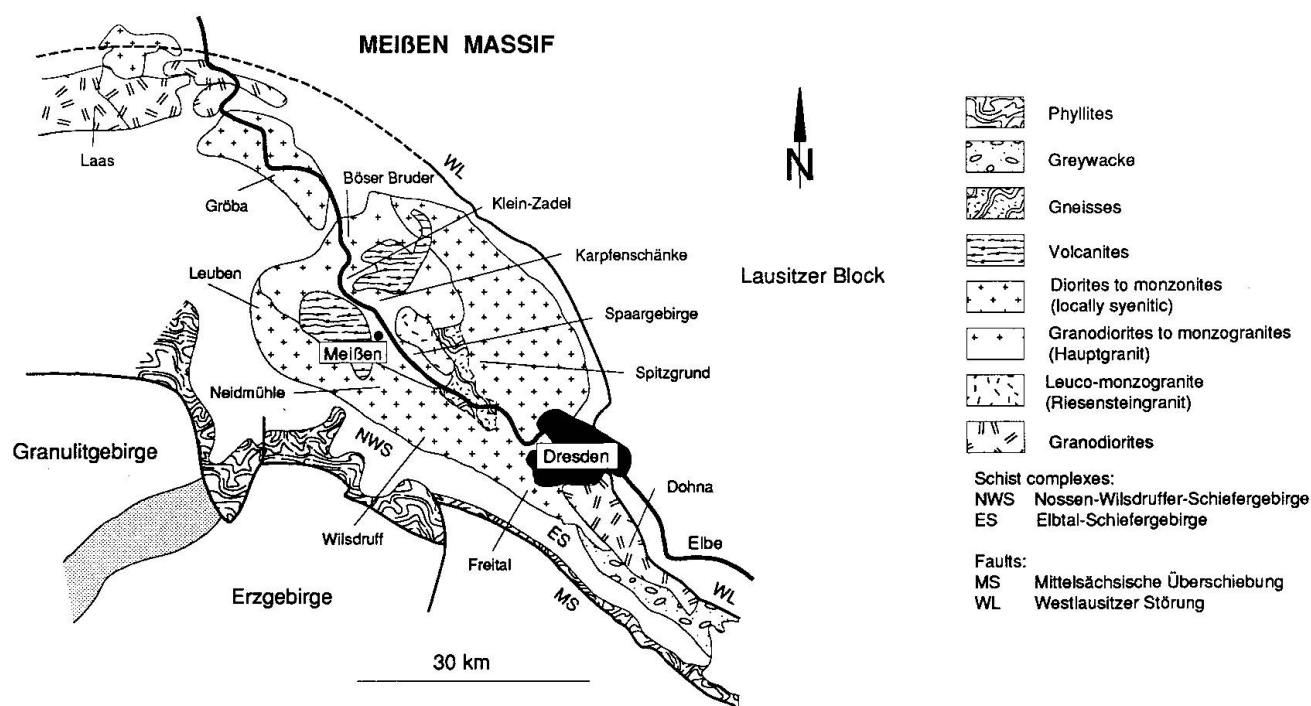 MEIßEN MASSIF
Laas
Gröba
Böser Bruder
WL
Klein-Zadel
Karpfenschänke
Leuben
Lausitzer Block
Spaargebirge
Meißen
Spitzgrund
Neidmühle
NWS
Granulitgebirge
Dresden
Dohna
Wilsdruff
ES
Freital
Elbe
Erzgebirge
MS
WL
30 km
N
Phyllites
Greywacke
Gneisses
Volcanites
Diorites to monzonites
(locally syenitic)
Granodiorites to monzogranites
(Hauptgranit)
Leuco-monzogranite
(Riesensteingranit)
Granodiorites
Schist complexes:
NWS Nossen-Wilsdruffer-Schiefergebirge
ES Elbtal-Schiefergebirge
Faults:
MS Mittelsächsische Überschiebung
WL Westlausitzer Störung